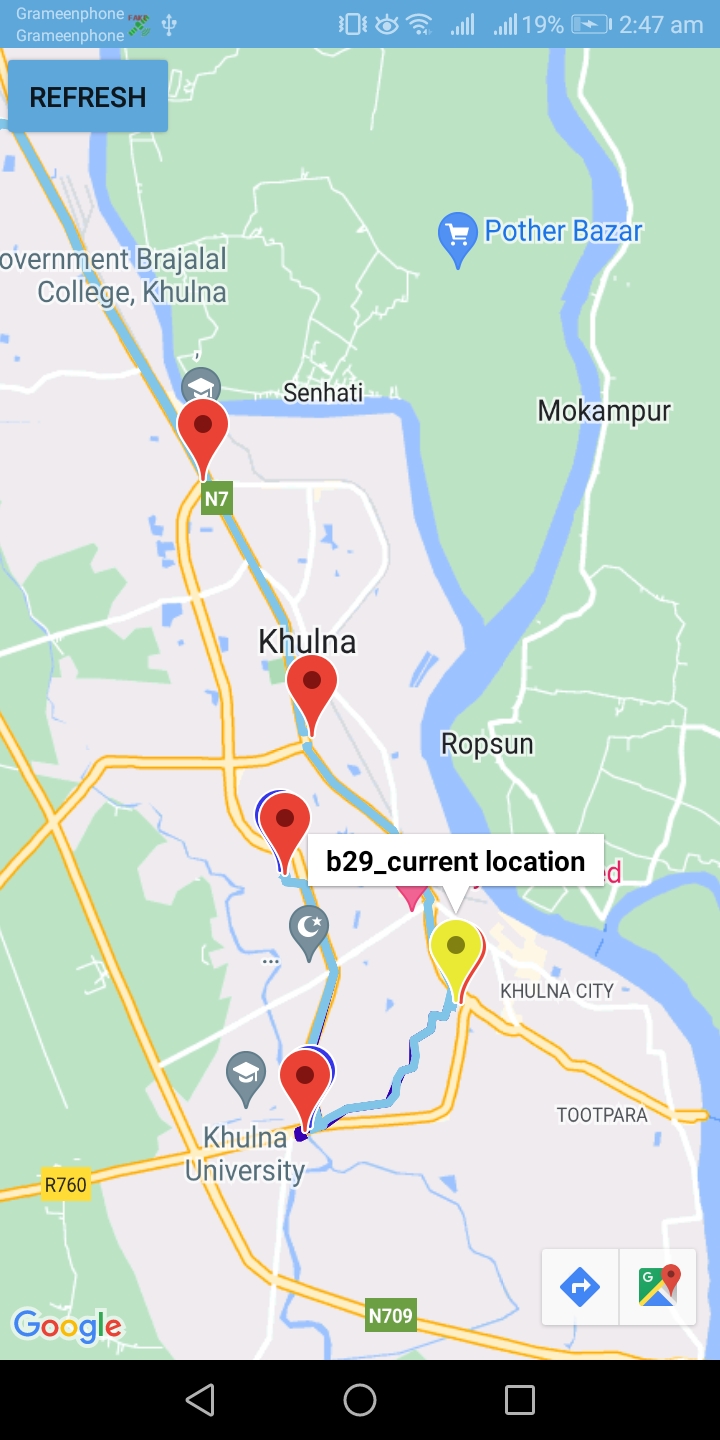 Grameenphone
Grameenphone
19% 2:47 am
REFRESH
Pother Bazar
overnment Brajalal
College, Khulna
Senhati
Mokampur
N7
Khulna
Ropsun
b29_current location
ed
KHULNA CITY
TOOTPARA
Khulna
University
R760
N709
Google